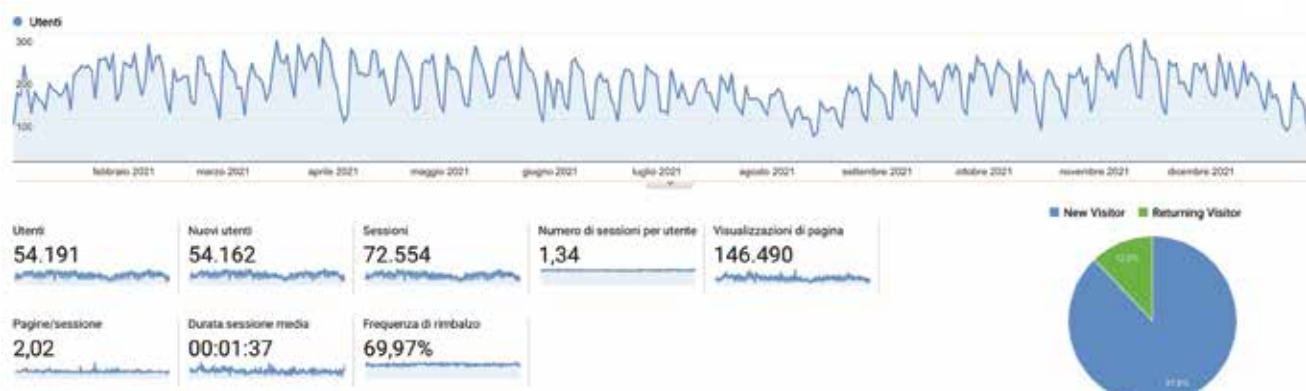 Utenti
300
200
100
febbraio 2021 marzo 2021 aprile 2021 maggio 2021 giugno 2021 luglio 2021 agosto 2021 settembre 2021 ottobre 2021 novembre 2021 dicembre 2021
New Visitor Returning Visitor
Utenti Nuovi utenti Sessioni Numero di sessioni per utente Visualizzazioni di pagina
54.191 54.162 72.554 1,34 146.490
Pagine/sessione Durata sessione media Frequenza di rimbalzo
2,02 00:01:37 69,97%